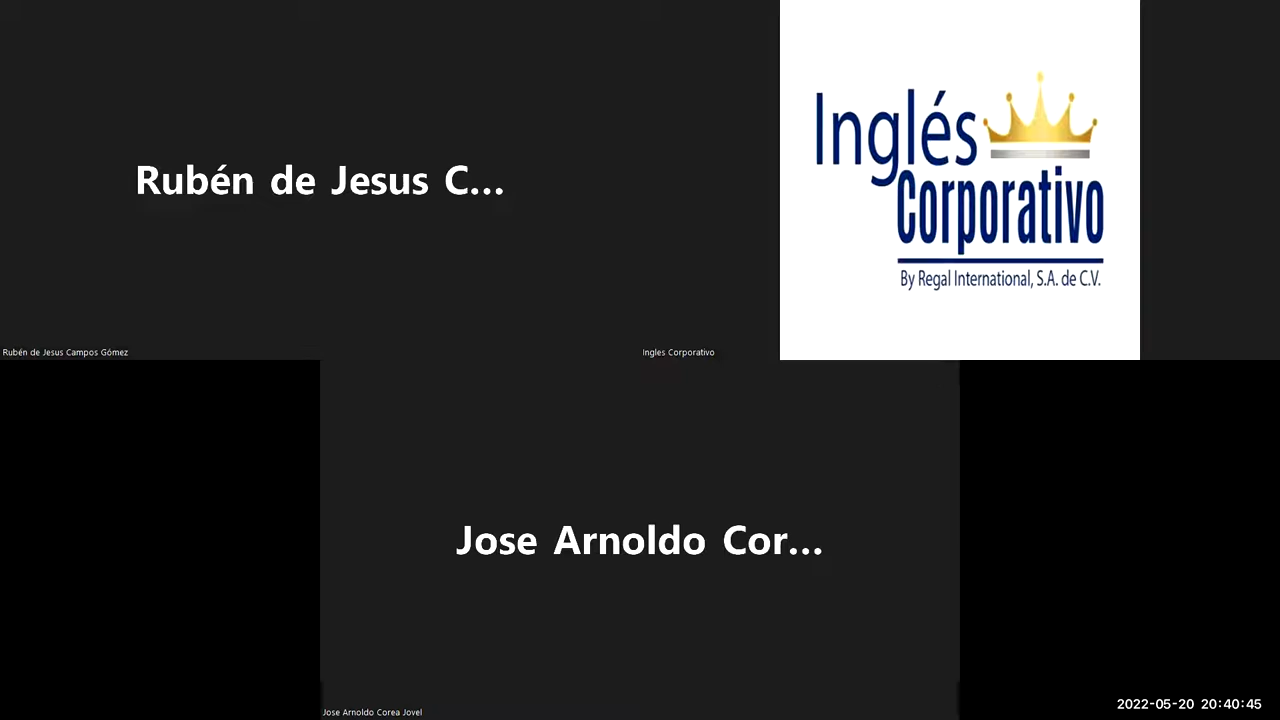 Rubén de Jesus C...
Rubén de Jesus Campos Gómez
Inglés
Corporativo
By Regal International, S.A. de C.V.
Ingles Corporativo
Jose Arnoldo Cor...
Jose Arnoldo Corea Jovel
2022-05-20 20:40:45